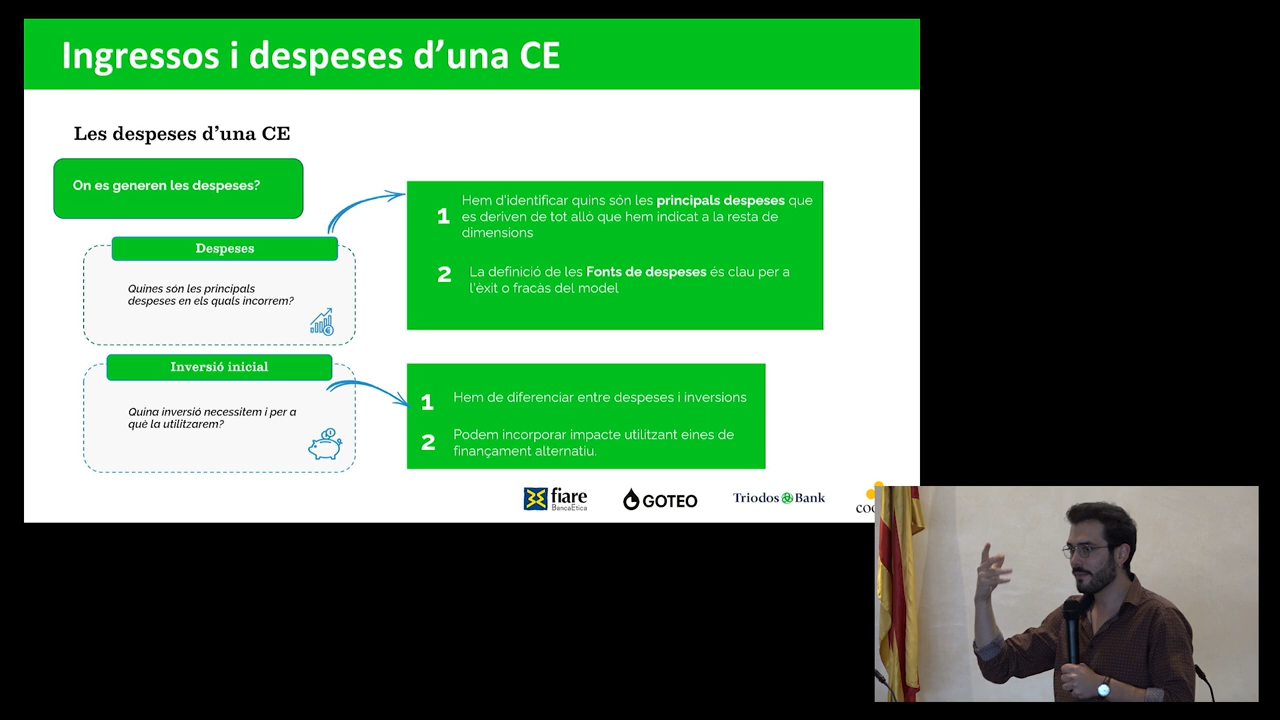 Ingressos i despeses d’una CE
Les despeses d’una CE
On es generen les despeses?
Despeses
Quines són les principals
despeses en els quals incorrem?
1
Hem d'identificar quins són les principals despeses que
es deriven de tot allò que hem indicat a la resta de
dimensions
2
La definició de les Fonts de despeses és clau per a
l'èxit o fracàs del model
Inversió inicial
Quina inversió necessitem i per a
què la utilitzarem?
1
Hem de diferenciar entre despeses i inversions
2
Podem incorporar impacte utilitzant eines de
finançament alternatiu.
fiare
BancaEtica
GOTEO
Triodos Bank